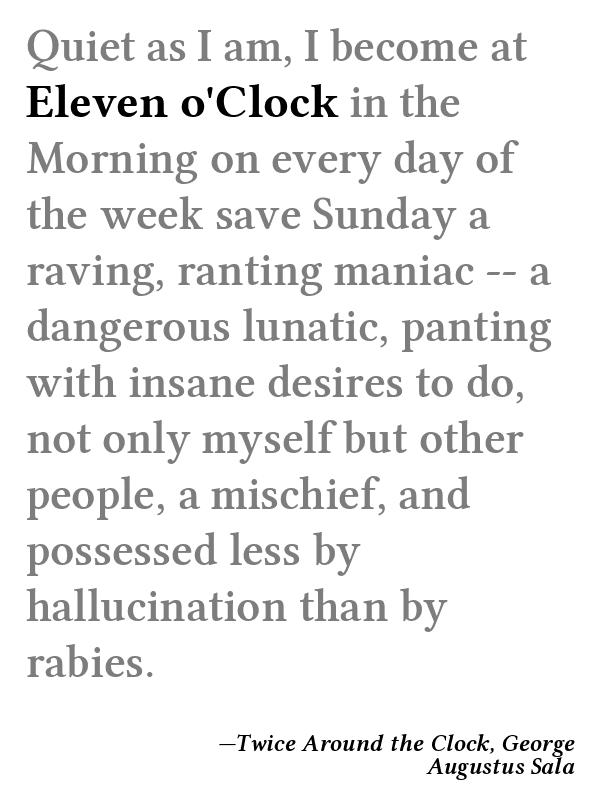 Quiet as I am, I become at
Eleven o'Clock in the
Morning on every day of
the week save Sunday a
raving, ranting maniac -- a
dangerous lunatic, panting
with insane desires to do,
not only myself but other
people, a mischief, and
possessed less by
hallucination than by
rabies.
—Twice Around the Clock, George
Augustus Sala